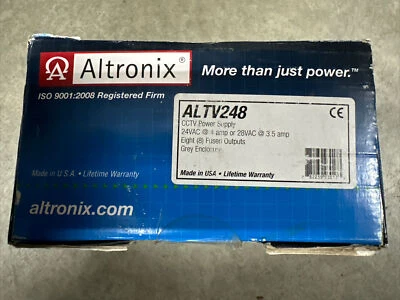 Altronix®
More than just power.™
ISO 9001:2008 Registered Firm
ALTV248
CE
CCTV Power Supply
24VAC @ 4 amp or 28VAC @ 3.5 amp
Eight (8) Fused Outputs
Grey Enclosure
Made in U.S.A. • Lifetime Warranty
Made in USA • Lifetime Warranty
altronix.com